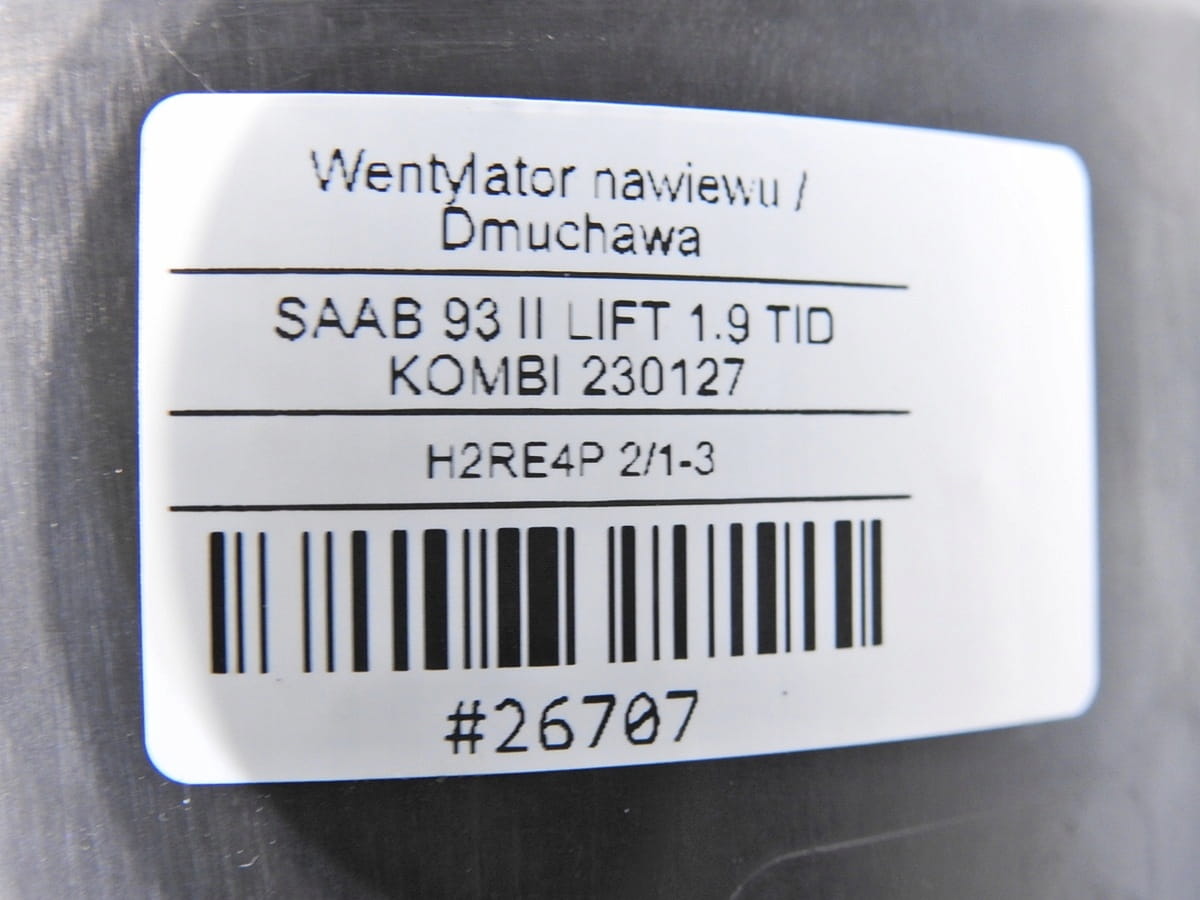 Wentylator nawiewu /
Dmuchawa
SAAB 93 II LIFT 1.9 TID
KOMBI 230127
H2RE4P 2/1-3
#26707